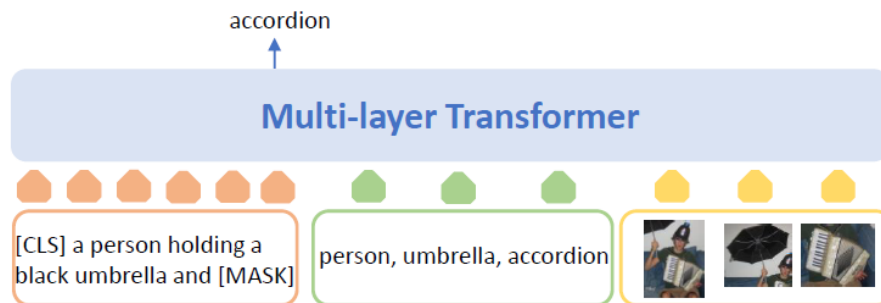 accordion
Multi-layer Transformer
[CLS] a person holding a
black umbrella and [MASK]
person, umbrella, accordion